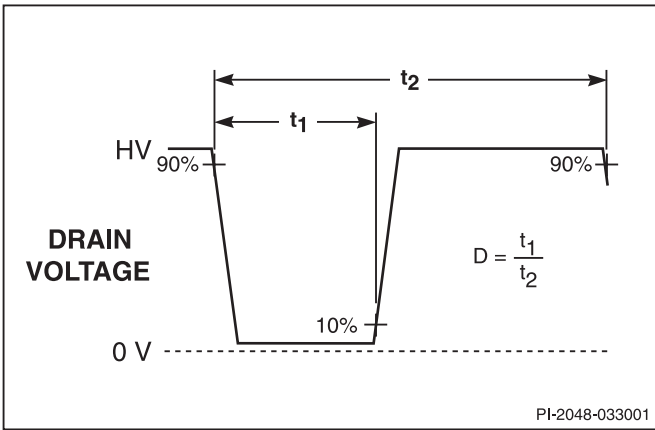 t2
t1
HV
90%
90%
DRAIN
VOLTAGE
D = t1/t2
10%
0 V
PI-2048-033001